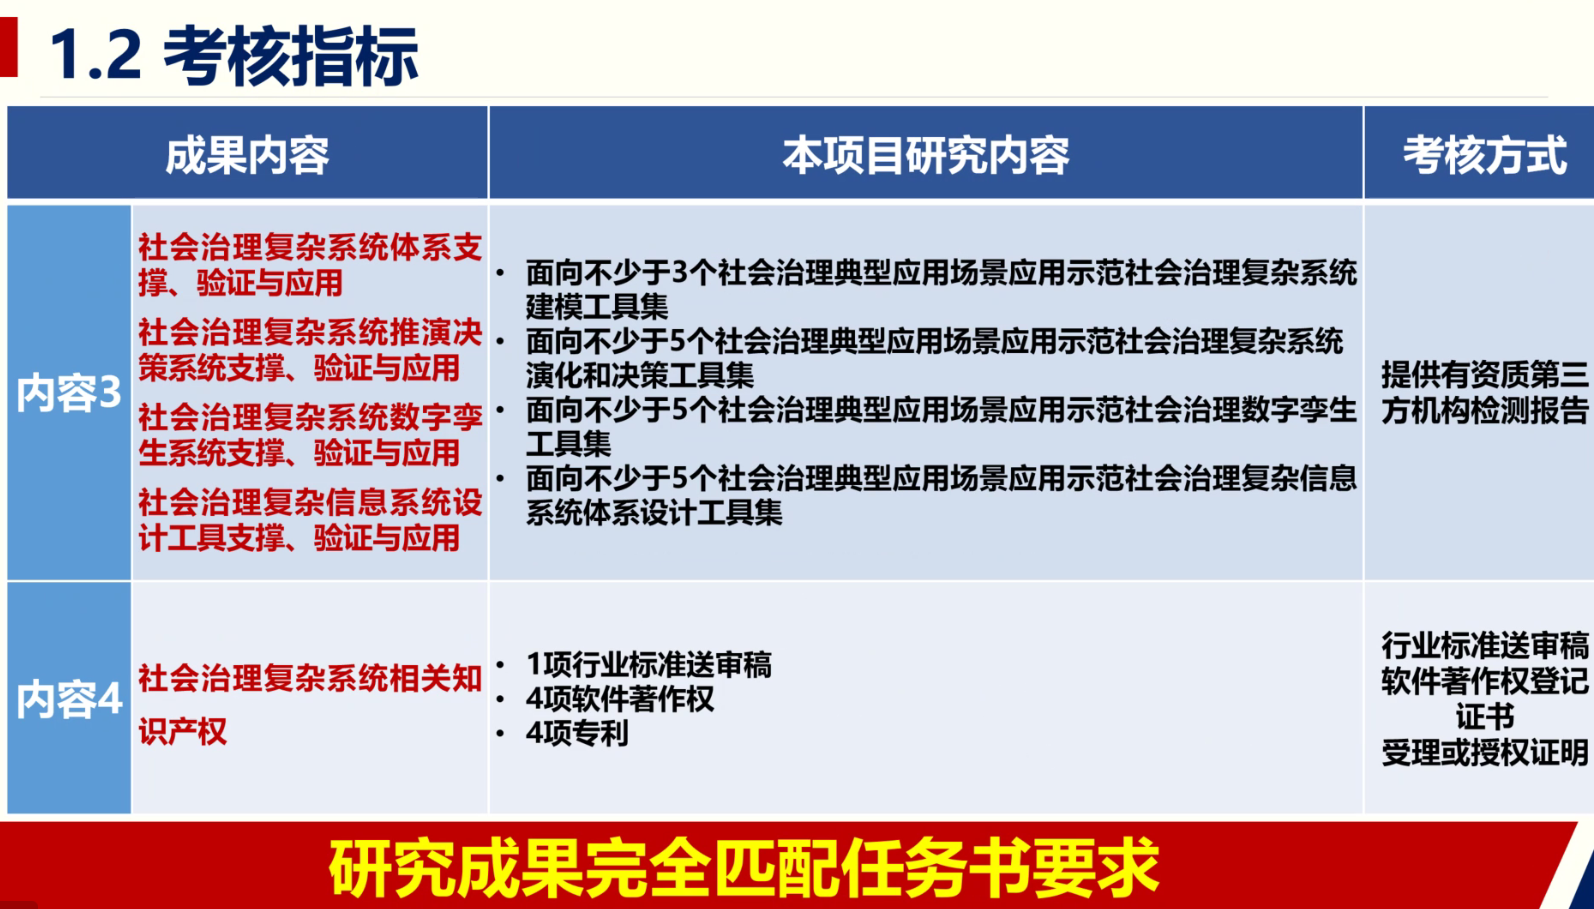 1.2 考核指标
成果内容
本项目研究内容
考核方式
内容3
社会治理复杂系统体系支
撑、验证与应用
社会治理复杂系统推演决
策系统支撑、验证与应用
社会治理复杂系统数字孪
生系统支撑、验证与应用
社会治理复杂信息系统设
计工具支撑、验证与应用
• 面向不少于3个社会治理典型应用场景应用示范社会治理复杂系统
建模工具集
• 面向不少于5个社会治理典型应用场景应用示范社会治理复杂系统
演化和决策工具集
• 面向不少于5个社会治理典型应用场景应用示范社会治理数字孪生
工具集
• 面向不少于5个社会治理典型应用场景应用示范社会治理复杂信息
系统体系设计工具集
提供有资质第三
方机构检测报告
内容4
社会治理复杂系统相关知
识产权
• 1项行业标准送审稿
• 4项软件著作权
• 4项专利
行业标准送审稿
软件著作权登记
证书
受理或授权证明
研究成果完全匹配任务书要求